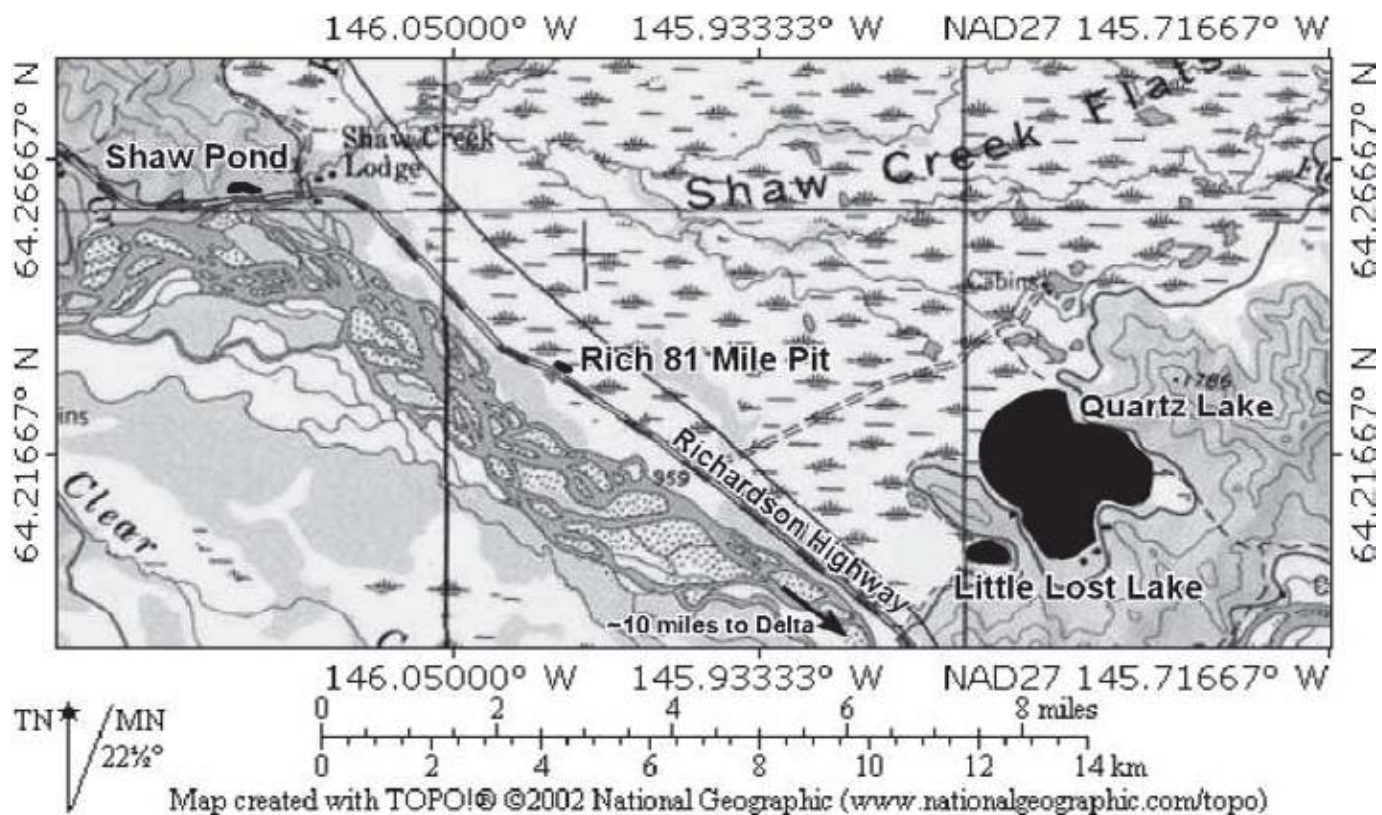 146.05000° W 145.93333° W NAD27 145.71667° W
64.26667° N
64.26667° N
Shaw Creek Flats
Shaw Creek
Lodge
Shaw Pond
Cabins
64.21667° N
64.21667° N
Rich 81 Mile Pit
1786
Quartz Lake
ins
959
Richardson Highway
Clear
C
Little Lost Lake
~10 miles to Delta
146.05000° W 145.93333° W NAD27 145.71667° W
TN MN
22½°
0 2 4 6 8 miles
0 2 4 6 8 10 12 14 km
Map created with TOPO!® ©2002 National Geographic (www.nationalgeographic.com/topo)